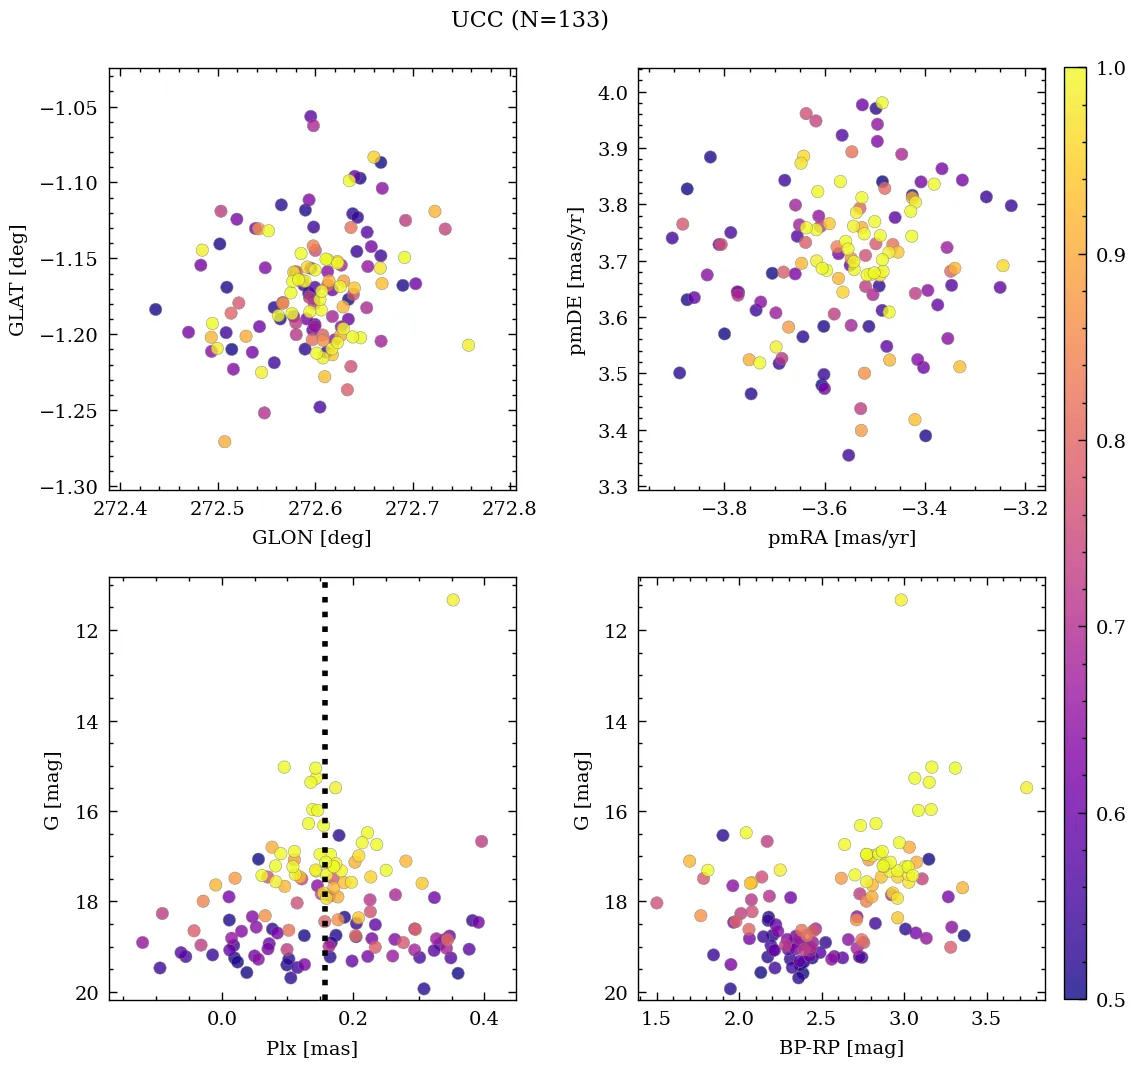 UCC (N=133)
−1.05
−1.10
−1.15
−1.20
−1.25
−1.30
GLAT [deg]
272.4 272.5 272.6 272.7 272.8
GLON [deg]
4.0
3.9
3.8
3.7
3.6
3.5
3.4
3.3
pmDE [mas/yr]
−3.8 −3.6 −3.4 −3.2
pmRA [mas/yr]
12
14
16
18
20
G [mag]
0.0 0.2 0.4
Plx [mas]
12
14
16
18
20
G [mag]
1.5 2.0 2.5 3.0 3.5
BP-RP [mag]
1.0
0.9
0.8
0.7
0.6
0.5